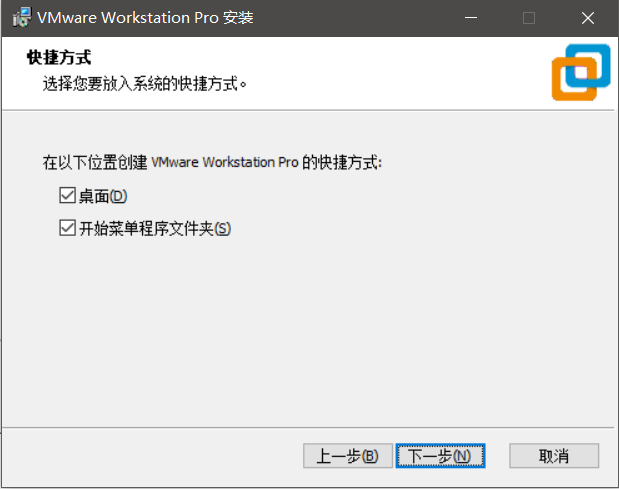 VMware Workstation Pro 安装
快捷方式
选择您要放入系统的快捷方式。
在以下位置创建 VMware Workstation Pro 的快捷方式:
桌面(D)
开始菜单程序文件夹(S)
上一步(B) 下一步(N) 取消